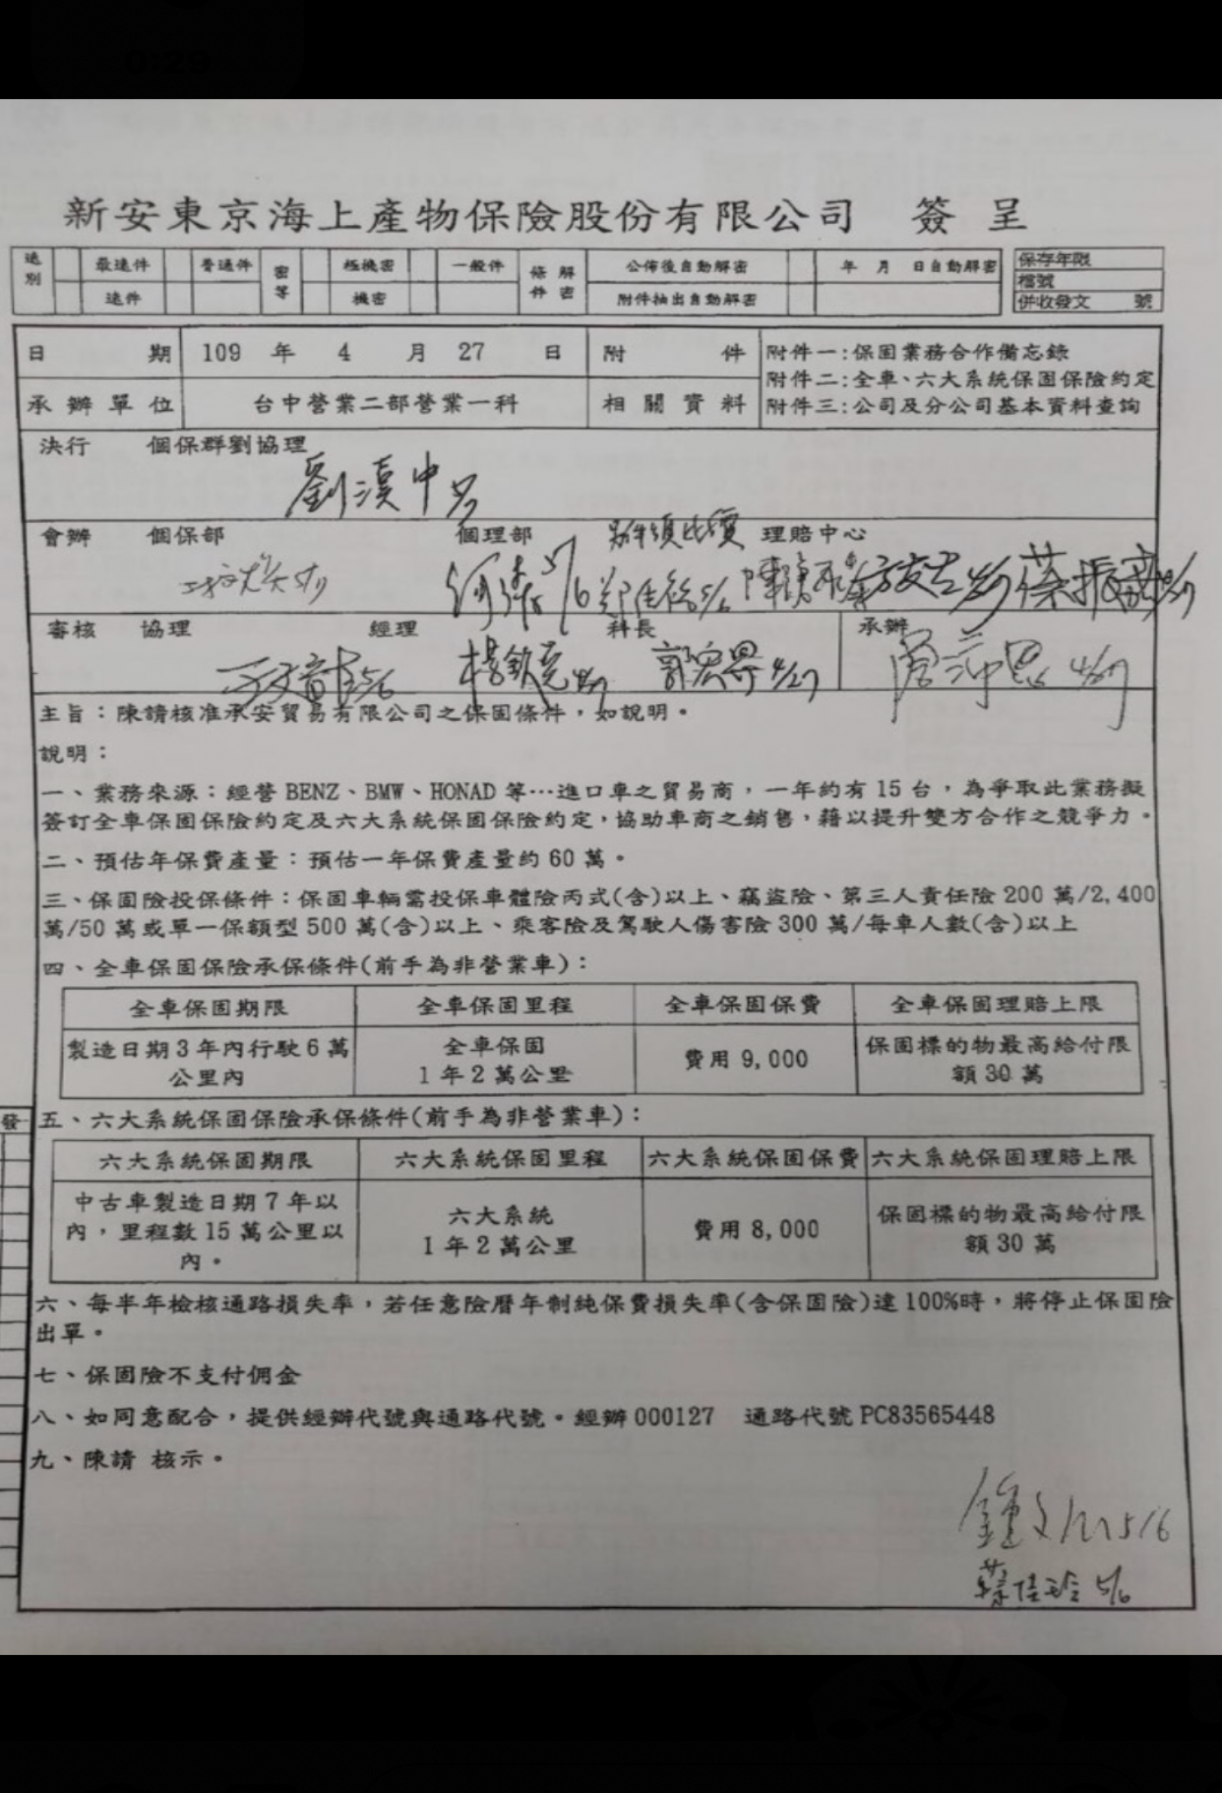 新安東京海上產物保險股份有限公司 簽呈
速別 最速件 普通件 密等 極機密 一般件 解密條件 公佈後自動解密 年 月 日自動解密 保存年限
速件 機密 附件抽出自動解密 檔號
併收發文 號
日 期 109 年 4 月 27 日 附 件 附件一:保固業務合作備忘錄
附件二:全車、六大系統保固保險約定
承辦單位 台中營業二部營業一科 相關資料 附件三:公司及分公司基本資料查詢
決行 個保群劉協理
劉漢中
會辦 個保部 個理部 理賠中心
5/6
審核 協理 經理 科長 承辦
5/6 楊欽亮 郭宏昇 4/27 4/27
主旨：陳請核准承安貿易有限公司之保固條件，如說明。
說明：
一、業務來源：經營 BENZ、BMW、HONAD 等…進口車之貿易商，一年約有 15 台，為爭取此業務擬
簽訂全車保固保險約定及六大系統保固保險約定，協助車商之銷售，藉以提升雙方合作之競爭力。
二、預估年保費產量：預估一年保費產量約 60 萬。
三、保固險投保條件：保固車輛需投保車體險丙式(含)以上、竊盜險、第三人責任險 200 萬/2,400
萬/50 萬或單一保額型 500 萬(含)以上、乘客險及駕駛人傷害險 300 萬/每車人數(含)以上
四、全車保固保險承保條件(前手為非營業車)：
全車保固期限 全車保固里程 全車保固保費 全車保固理賠上限
製造日期 3 年內行駛 6 萬公里內 全車保固 1 年 2 萬公里 費用 9,000 保固標的物最高給付限額 30 萬
五、六大系統保固保險承保條件(前手為非營業車)：
六大系統保固期限 六大系統保固里程 六大系統保固保費 六大系統保固理賠上限
中古車製造日期 7 年以內，里程數 15 萬公里以內。 六大系統 1 年 2 萬公里 費用 8,000 保固標的物最高給付限額 30 萬
六、每半年檢核通路損失率，若任意險曆年制純保費損失率(含保固險)達 100%時，將停止保固險
出單。
七、保固險不支付佣金
八、如同意配合，提供經辦代號與通路代號。經辦 000127 通路代號 PC83565448
九、陳請 核示。
5/6
蔡佳玲 5/6
發